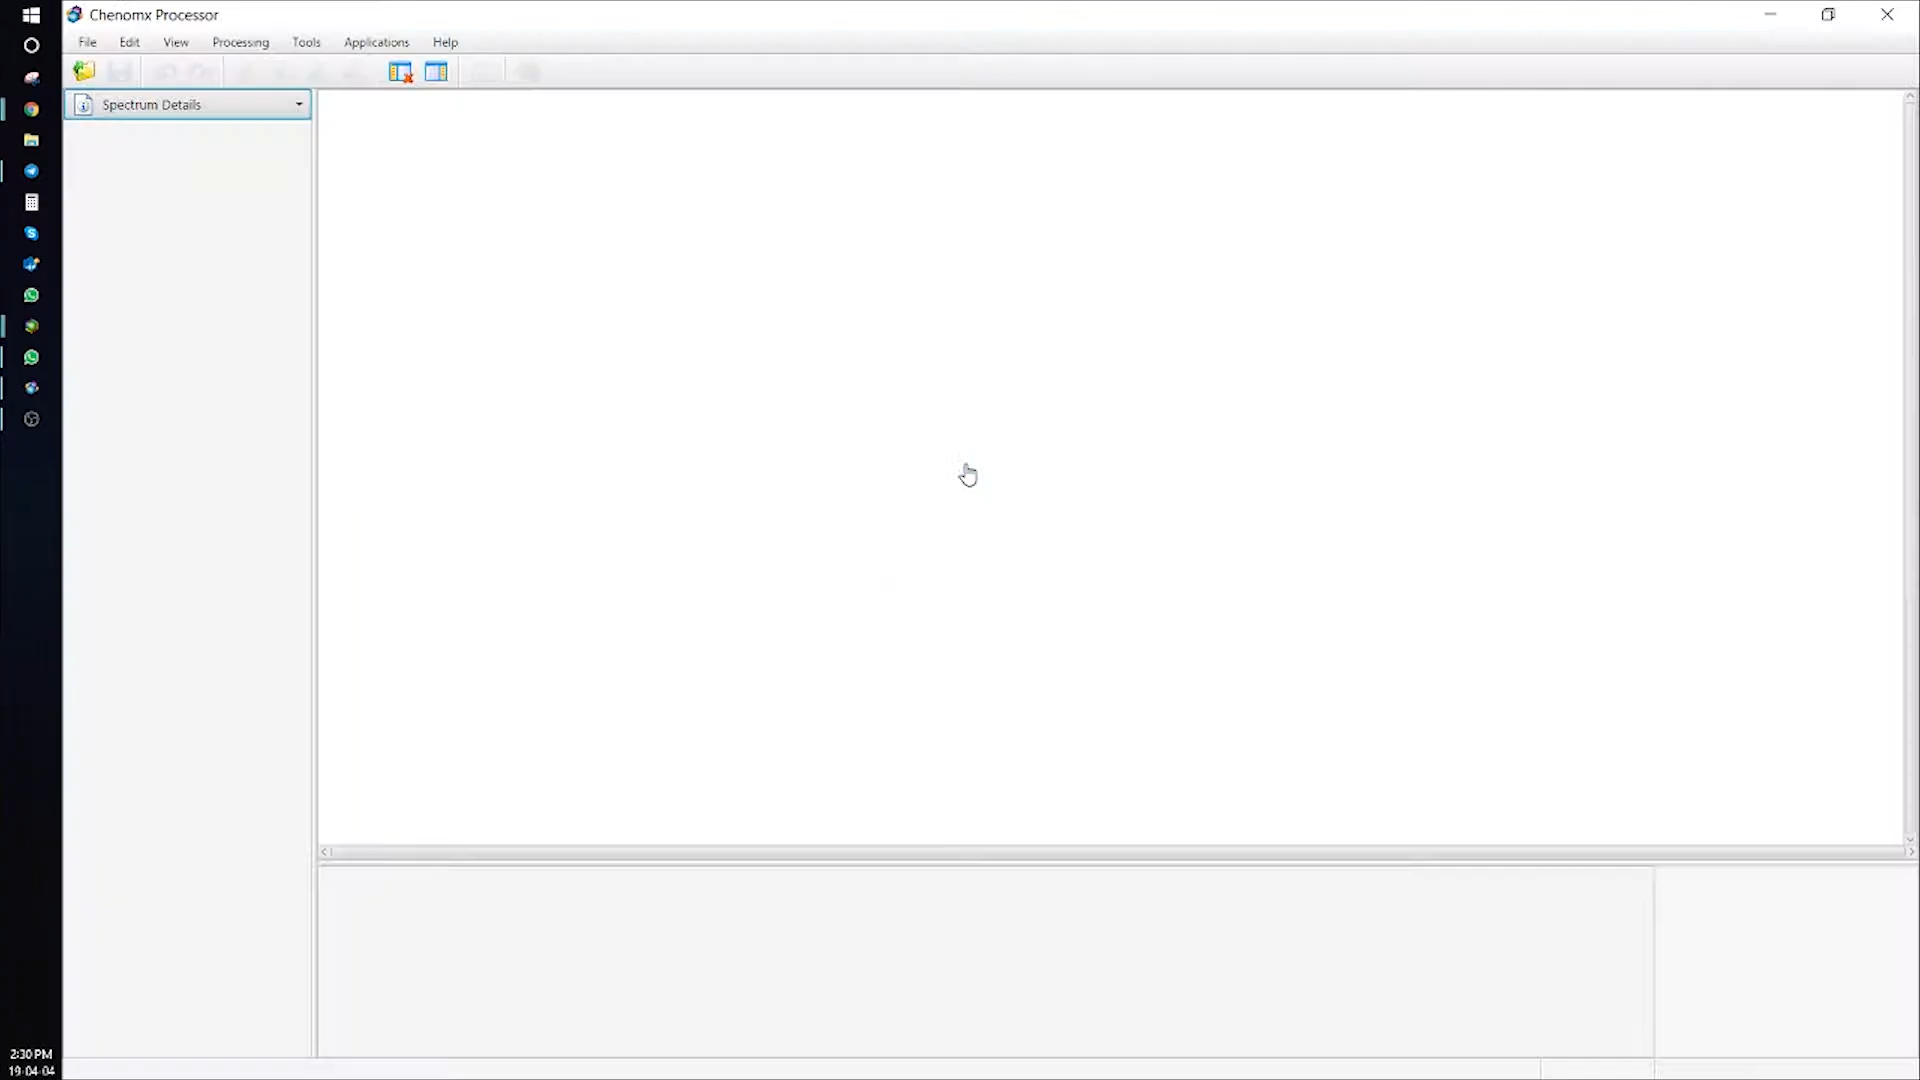 Chenomx Processor
File Edit View Processing Tools Applications Help
Spectrum Details
2:30 PM
19-04-04